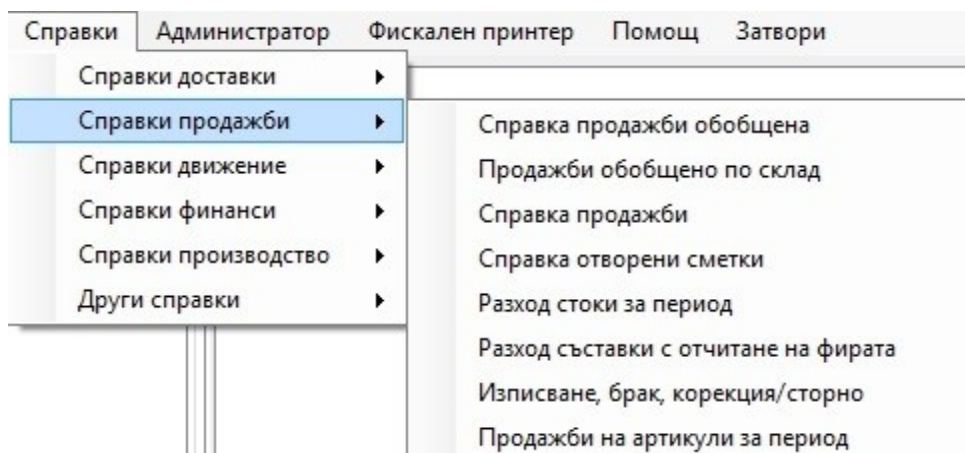 Справки Администратор Фискален принтер Помощ Затвори
Справки доставки
Справки продажби
Справки движение
Справки финанси
Справки производство
Други справки
Справка продажби обобщена
Продажби обобщено по склад
Справка продажби
Справка отворени сметки
Разход стоки за период
Разход съставки с отчитане на фирата
Изписване, брак, корекция/сторно
Продажби на артикули за период